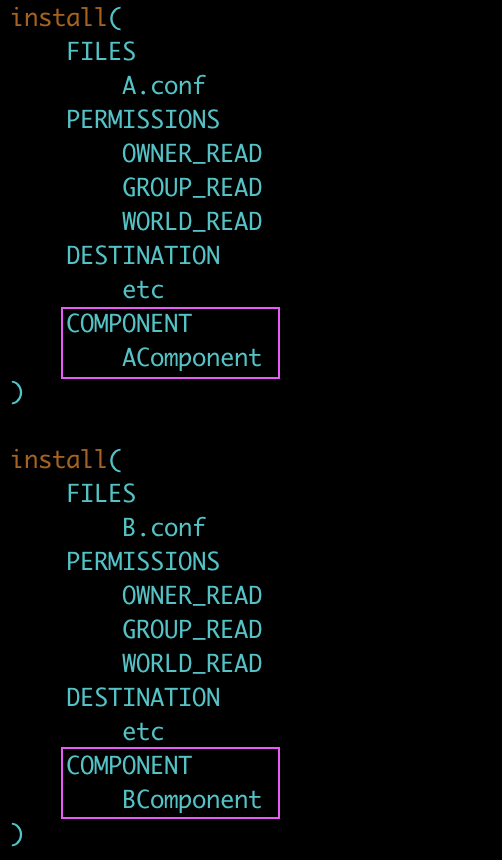 install(
    FILES
        A.conf
    PERMISSIONS
        OWNER_READ
        GROUP_READ
        WORLD_READ
    DESTINATION
        etc
    COMPONENT
        AComponent
)
install(
    FILES
        B.conf
    PERMISSIONS
        OWNER_READ
        GROUP_READ
        WORLD_READ
    DESTINATION
        etc
    COMPONENT
        BComponent
)